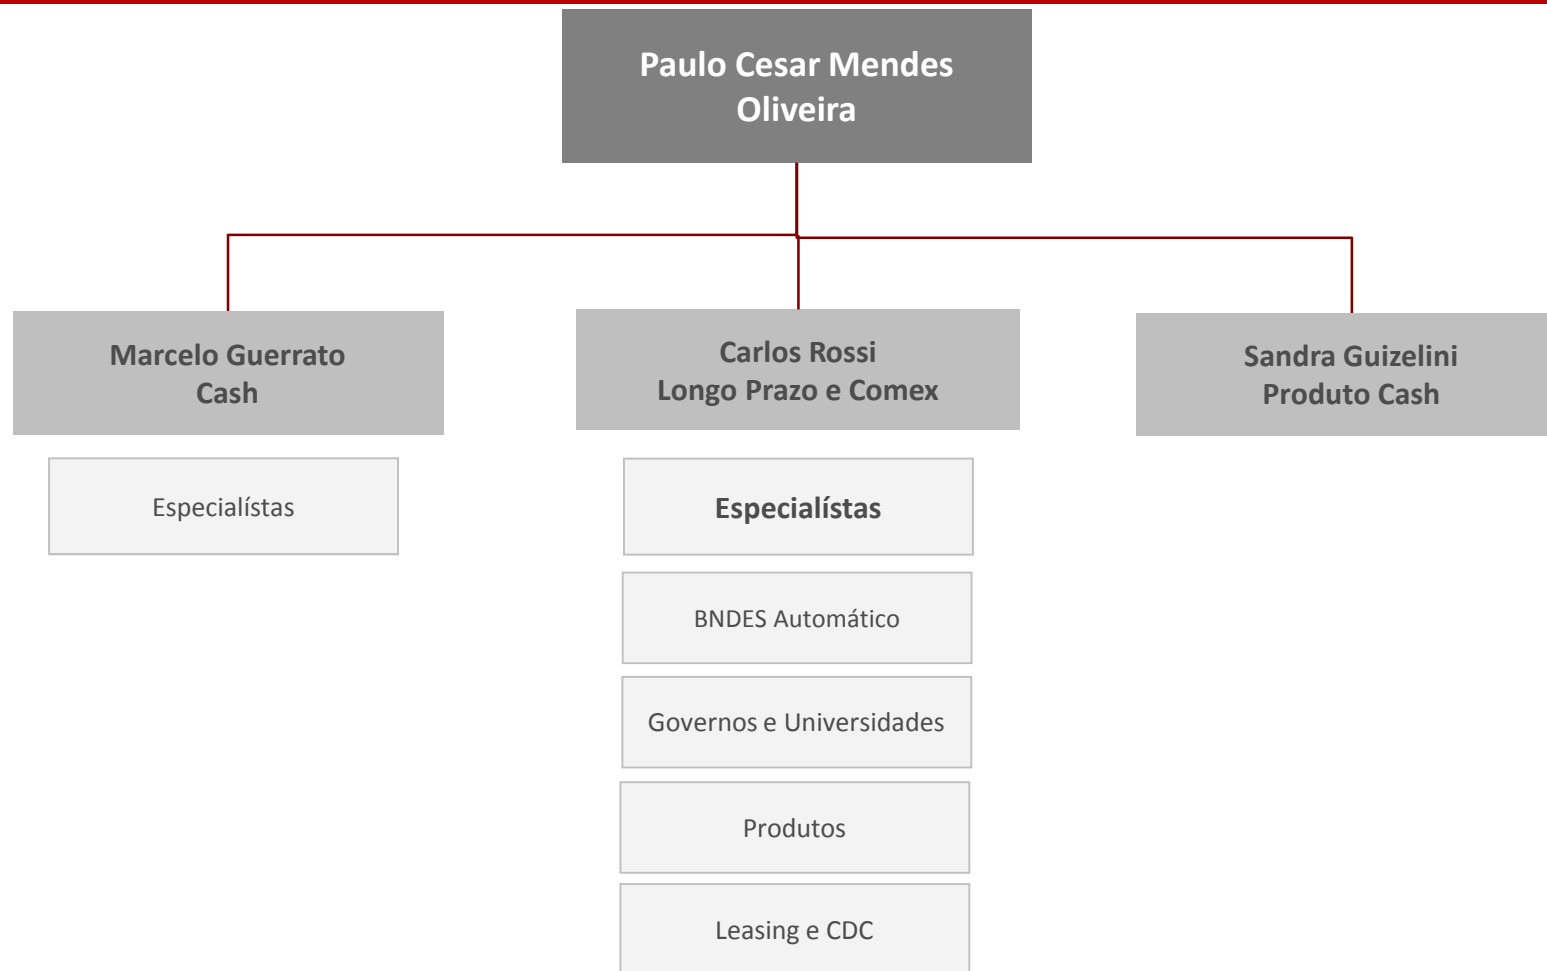 Paulo Cesar Mendes
Oliveira
Marcelo Guerrato
Cash
Carlos Rossi
Longo Prazo e Comex
Sandra Guizelini
Produto Cash
Especialístas
Especialístas
BNDES Automático
Governos e Universidades
Produtos
Leasing e CDC